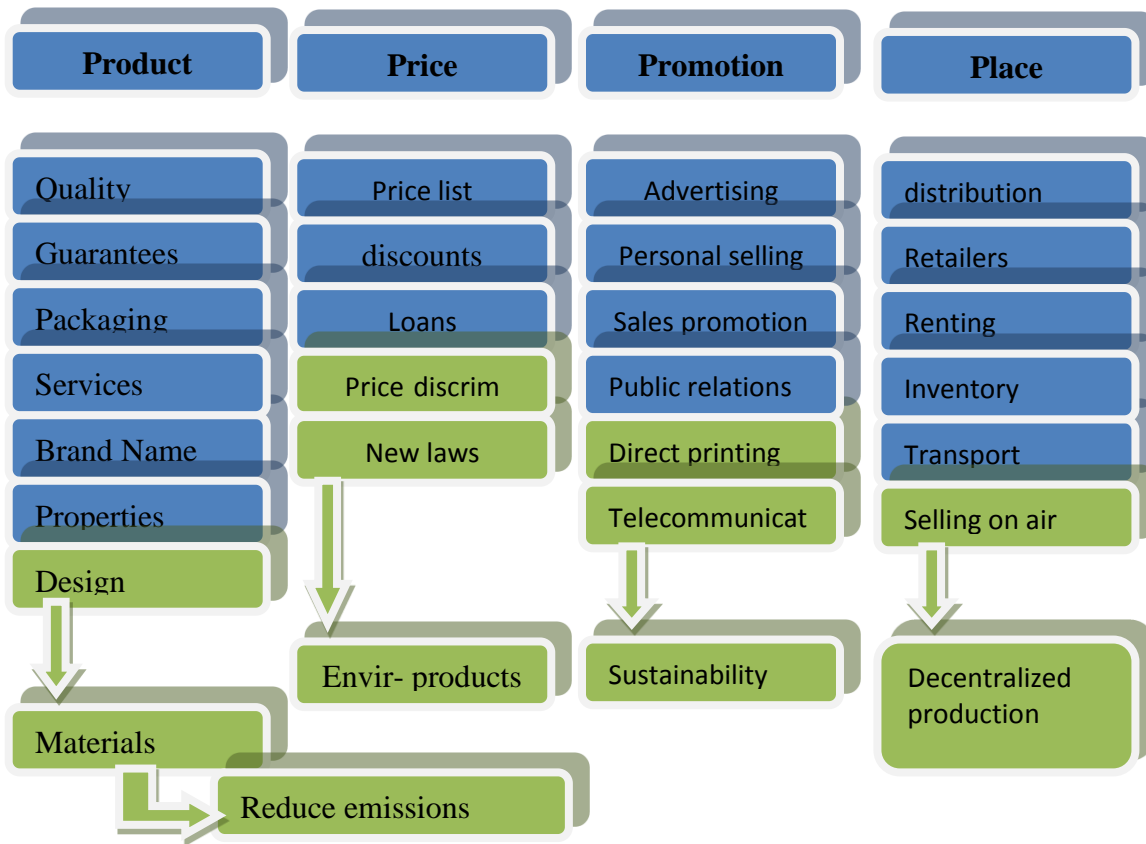 Product
Price
Promotion
Place
Quality
Guarantees
Packaging
Services
Brand Name
Properties
Design
Materials
Reduce emissions
Price list
discounts
Loans
Price discrim
New laws
Envir- products
Advertising
Personal selling
Sales promotion
Public relations
Direct printing
Telecommunicat
Sustainability
distribution
Retailers
Renting
Inventory
Transport
Selling on air
Decentralized
production